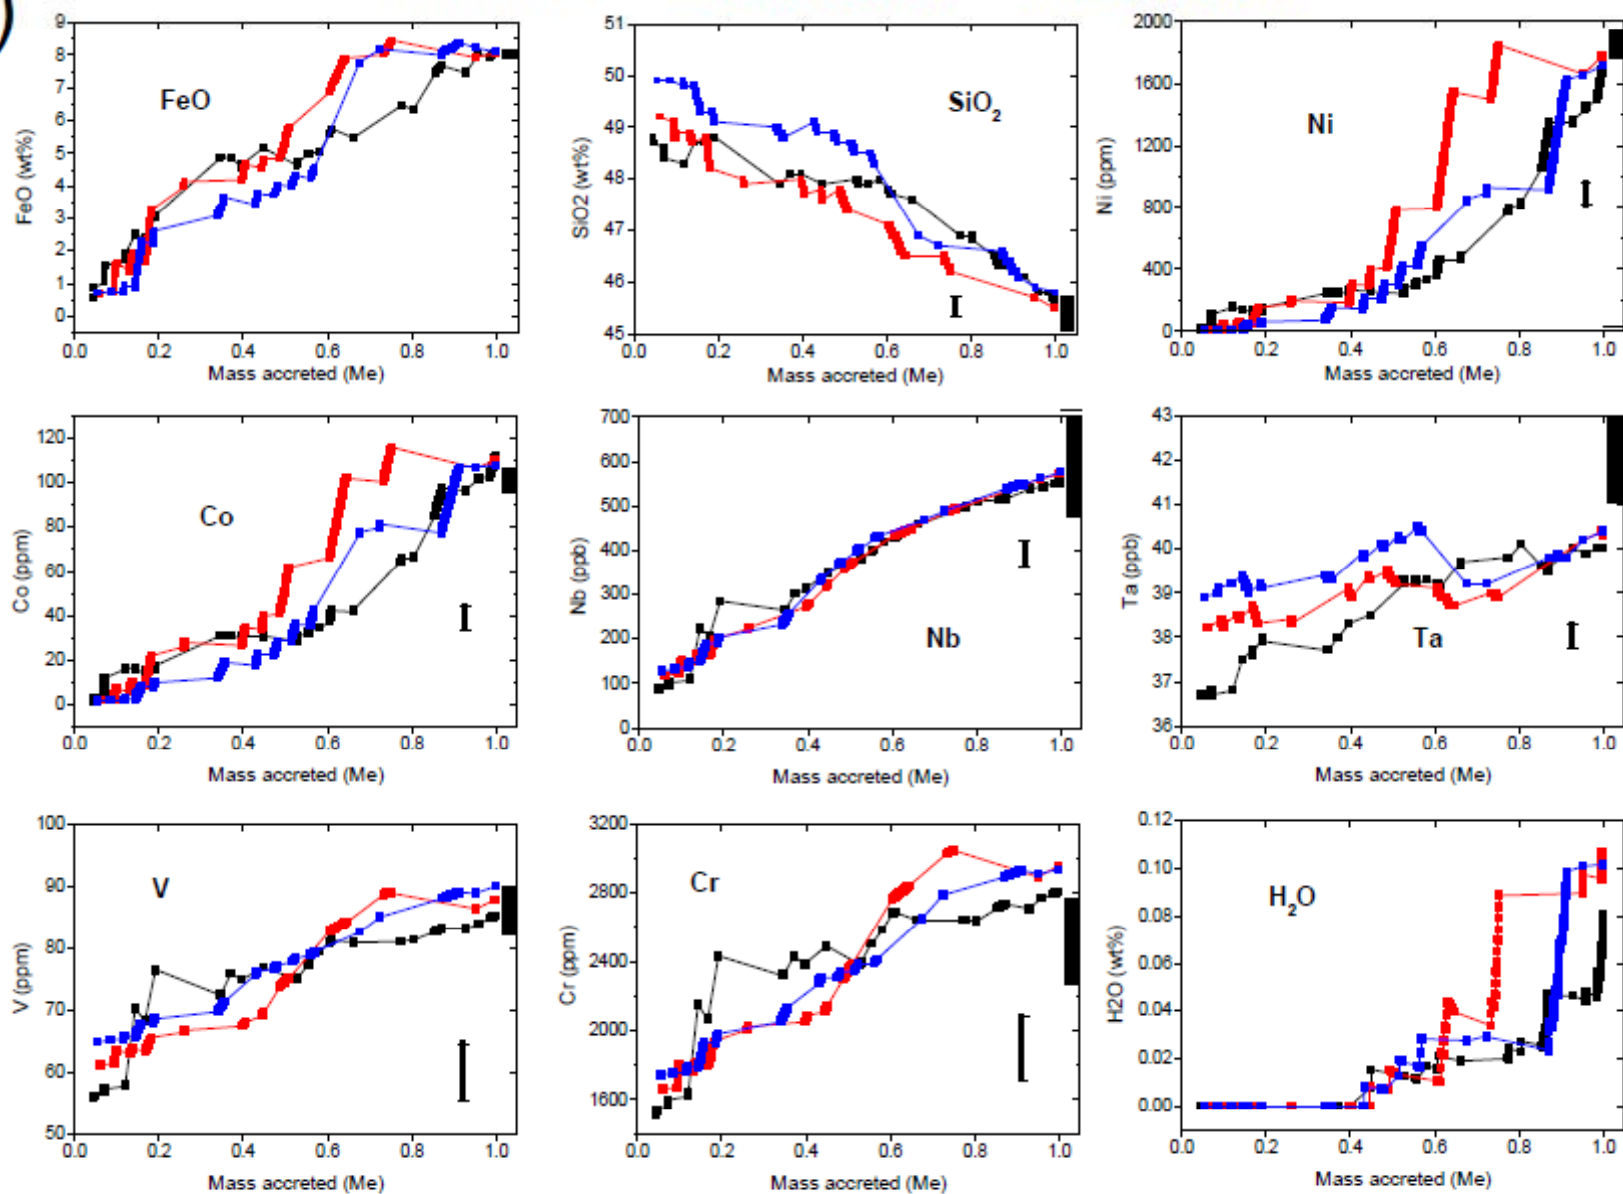 )
9
8
7
6
5
4
3
2
1
0
FeO (wt%)
FeO
0.0 0.2 0.4 0.6 0.8 1.0
Mass accreted (Me)
51
50
49
48
47
46
45
SiO2 (wt%)
SiO2
0.0 0.2 0.4 0.6 0.8 1.0
Mass accreted (Me)
2000
1600
1200
800
400
0
Ni (ppm)
Ni
0.0 0.2 0.4 0.6 0.8 1.0
Mass accreted (Me)
120
100
80
60
40
20
0
Co (ppm)
Co
0.0 0.2 0.4 0.6 0.8 1.0
Mass accreted (Me)
700
600
500
400
300
200
100
0
Nb (ppb)
Nb
0.0 0.2 0.4 0.6 0.8 1.0
Mass accreted (Me)
43
42
41
40
39
38
37
36
Ta (ppb)
Ta
0.0 0.2 0.4 0.6 0.8 1.0
Mass accreted (Me)
100
90
80
70
60
50
V (ppm)
V
0.0 0.2 0.4 0.6 0.8 1.0
Mass accreted (Me)
3200
2800
2400
2000
1600
Cr (ppm)
Cr
0.0 0.2 0.4 0.6 0.8 1.0
Mass accreted (Me)
0.12
0.10
0.08
0.06
0.04
0.02
0.00
H2O (wt%)
H2O
0.0 0.2 0.4 0.6 0.8 1.0
Mass accreted (Me)